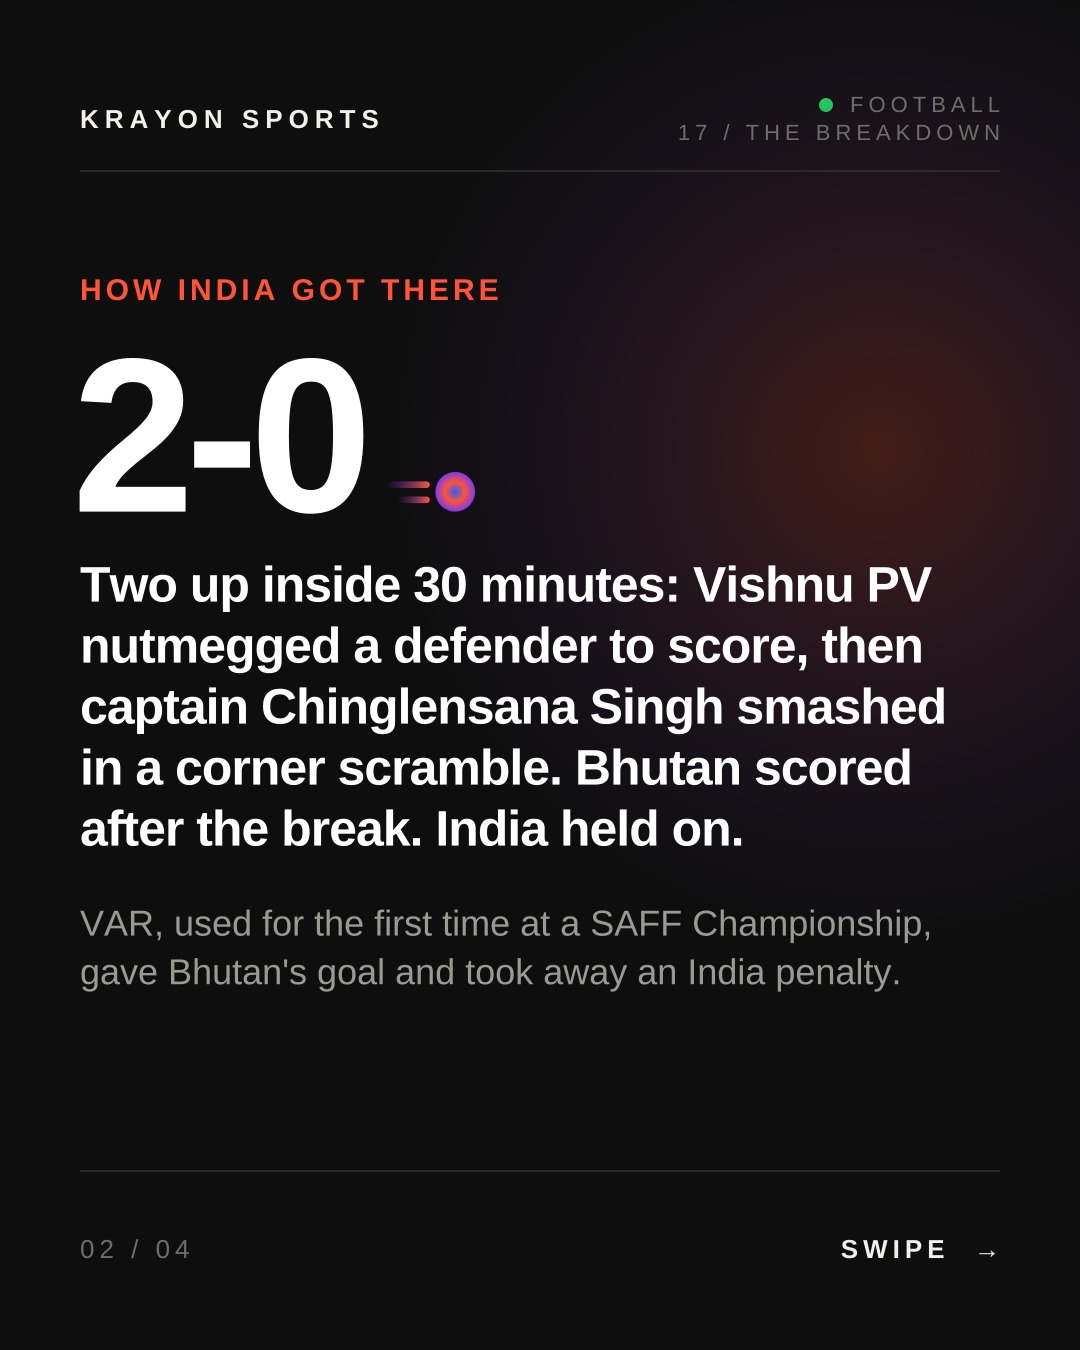 KRAYON SPORTS
FOOTBALL
17 / THE BREAKDOWN
HOW INDIA GOT THERE
2-0
Two up inside 30 minutes: Vishnu PV
nutmegged a defender to score, then
captain Chinglensana Singh smashed
in a corner scramble. Bhutan scored
after the break. India held on.
VAR, used for the first time at a SAFF Championship,
gave Bhutan's goal and took away an India penalty.
02 / 04
SWIPE →